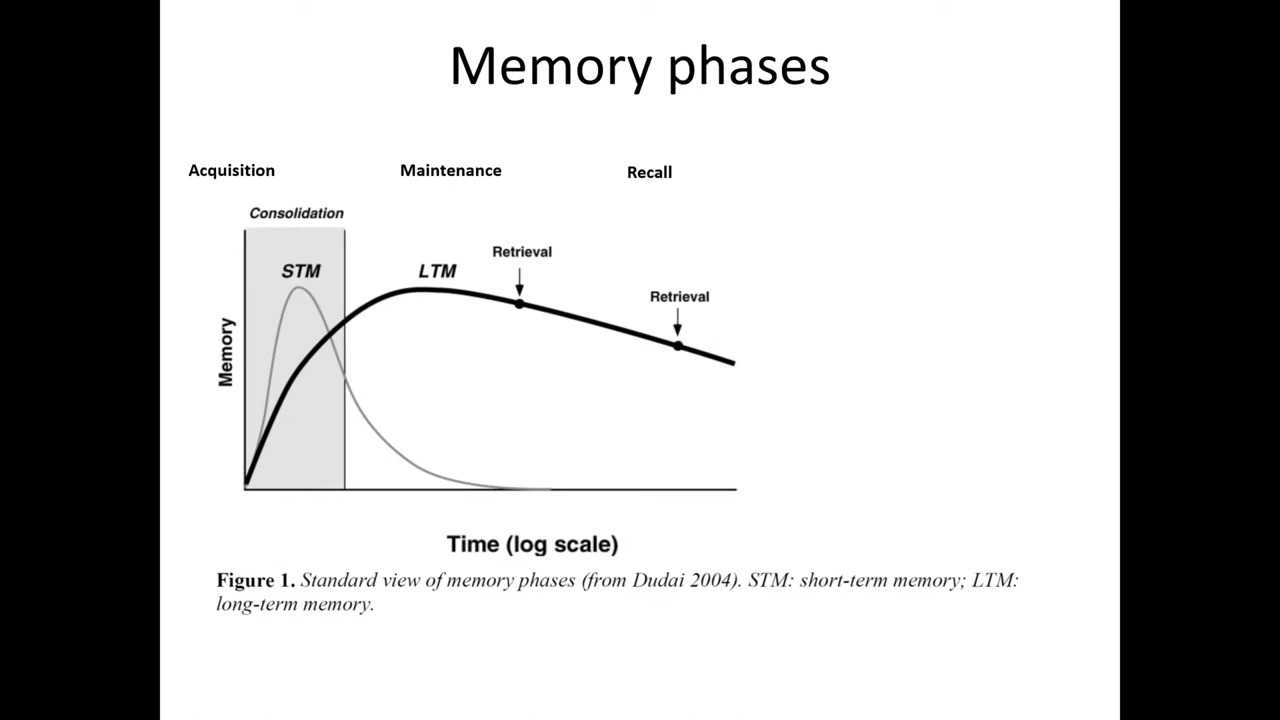 Memory phases
Acquisition
Maintenance
Recall
Consolidation
STM
LTM
Retrieval
Retrieval
Memory
Time (log scale)
Figure 1. Standard view of memory phases (from Dudai 2004). STM: short-term memory; LTM:
long-term memory.